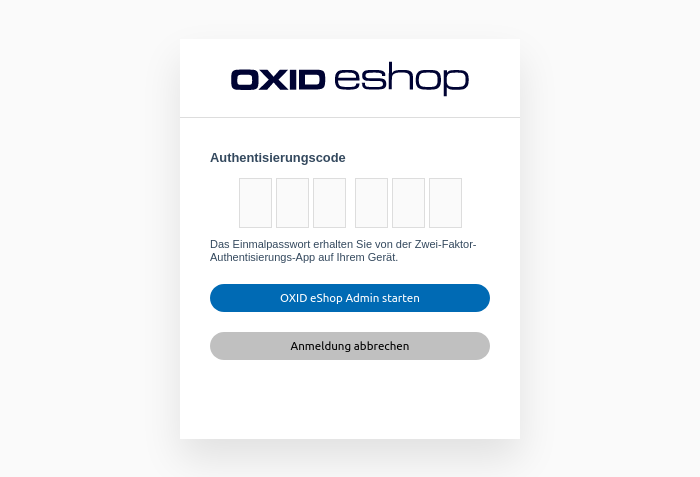 OXID eshop
Authentisierungscode
Das Einmalpasswort erhalten Sie von der Zwei-Faktor-
Authentisierungs-App auf Ihrem Gerät.
OXID eShop Admin starten
Anmeldung abbrechen